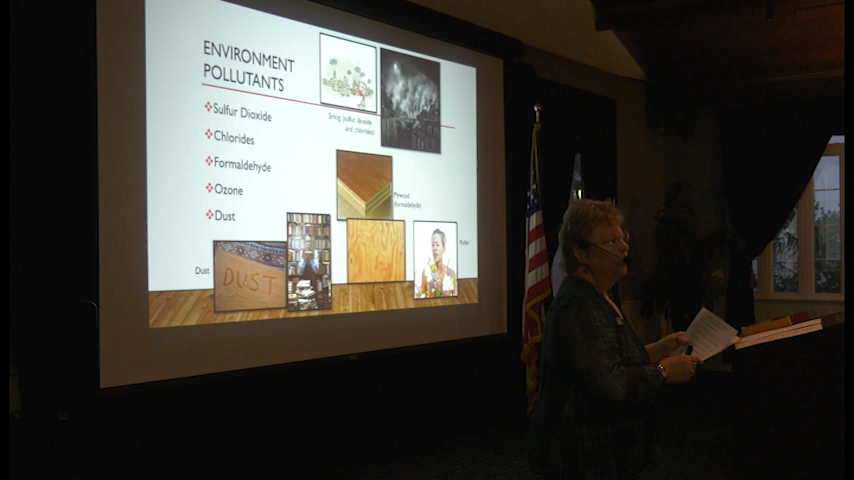 ENVIRONMENT
POLLUTANTS
Sulfur Dioxide
Chlorides
Formaldehyde
Ozone
Dust
Smog (sulfur dioxide
and chlorides)
Plywood
(formaldehyde)
Pollen
Dust
DUST